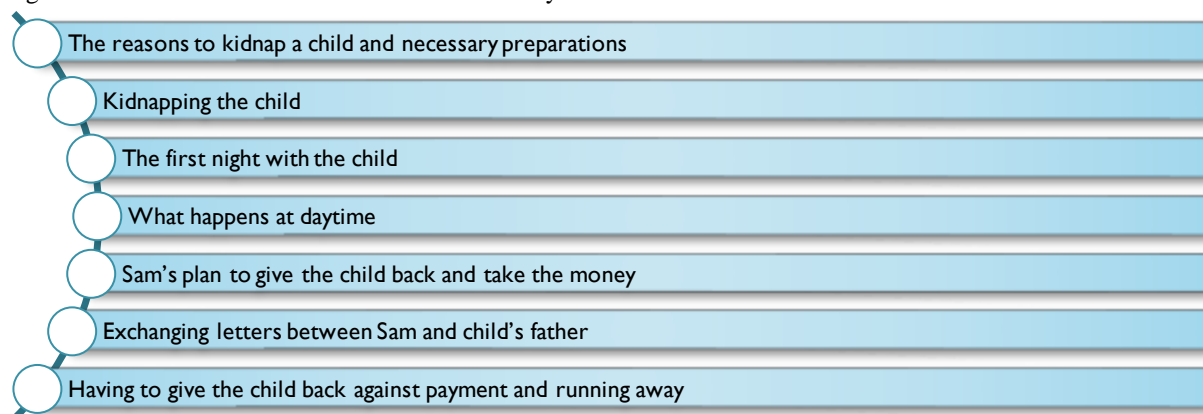 The reasons to kidnap a child and necessary preparations
Kidnapping the child
The first night with the child
What happens at daytime
Sam's plan to give the child back and take the money
Exchanging letters between Sam and child's father
Having to give the child back against payment and running away